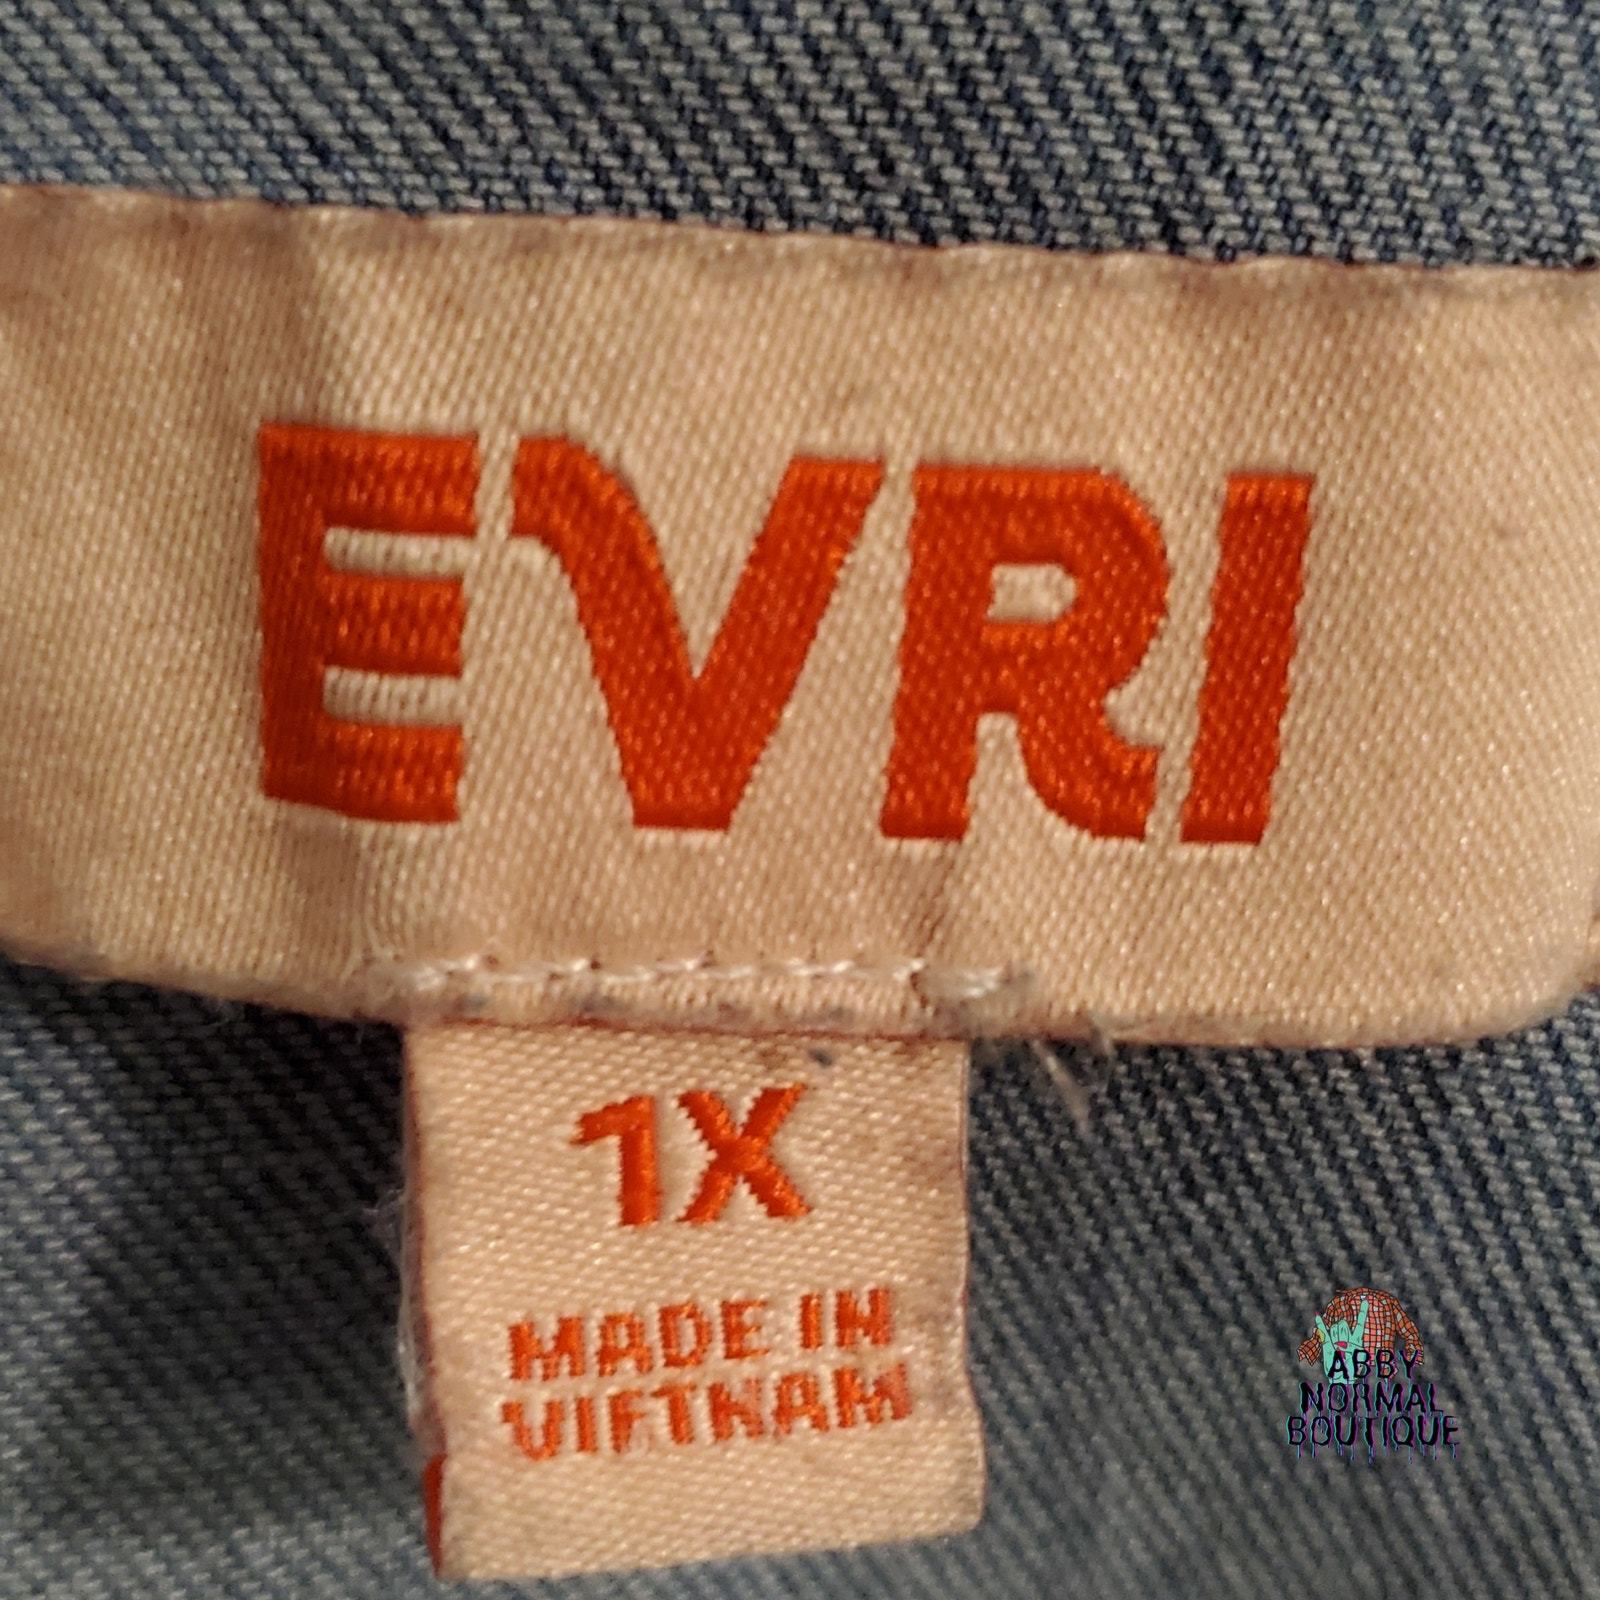 EVRI
1X
MADE IN
VIETNAM
ABBY
NORMAL
BOUTIQUE